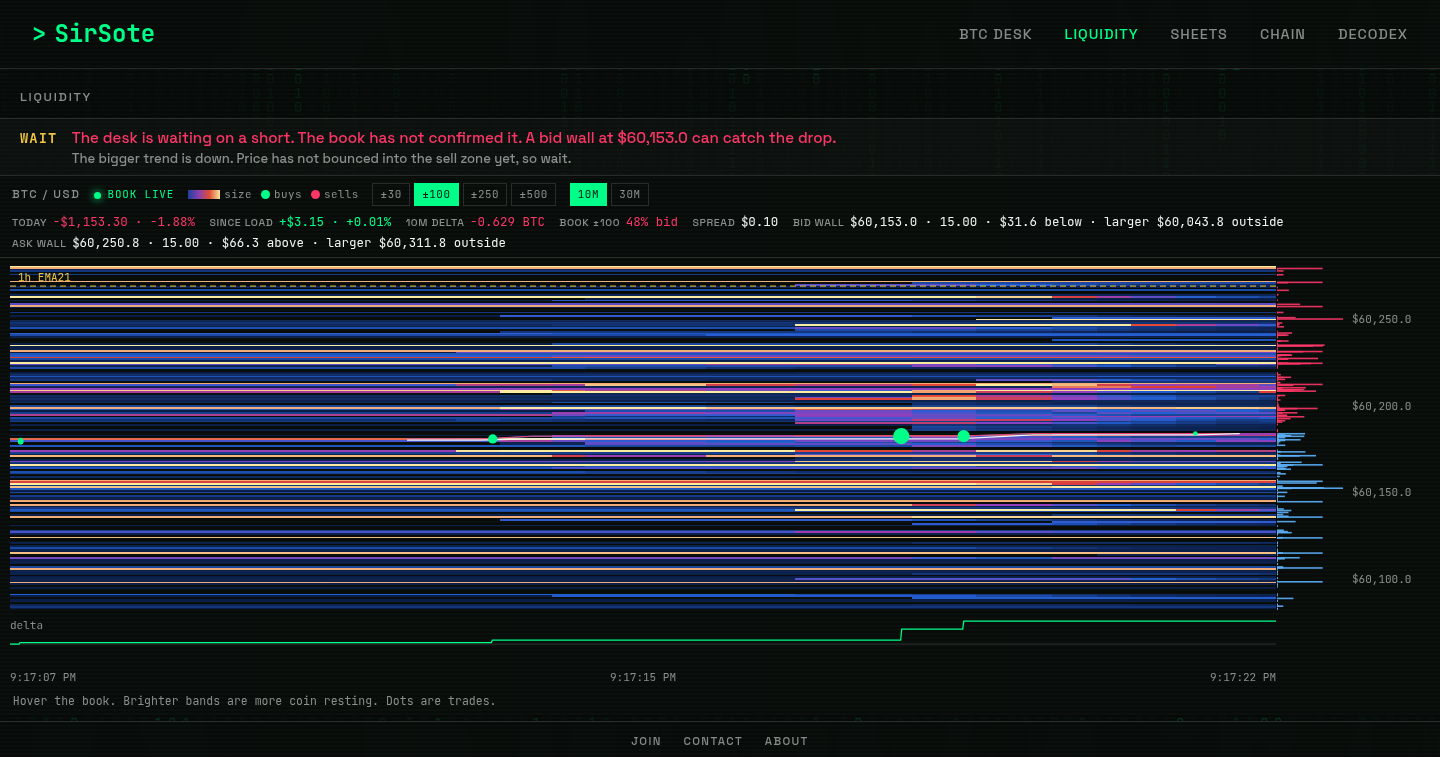 > SirSote
BTC DESK LIQUIDITY SHEETS CHAIN DECODEX
LIQUIDITY
WAIT The desk is waiting on a short. The book has not confirmed it. A bid wall at $60,153.0 can catch the drop.
The bigger trend is down. Price has not bounced into the sell zone yet, so wait.
BTC / USD BOOK LIVE size buys sells ±30 ±100 ±250 ±500 10M 30M
TODAY -$1,153.30 · -1.88% SINCE LOAD +$3.15 · +0.01% 10M DELTA -0.629 BTC BOOK ±100 48% bid SPREAD $0.10 BID WALL $60,153.0 · 15.00 · $31.6 below · larger $60,043.8 outside
ASK WALL $60,250.8 · 15.00 · $66.3 above · larger $60,311.8 outside
1h EMA21
$60,250.0
$60,200.0
$60,150.0
$60,100.0
delta
9:17:07 PM 9:17:15 PM 9:17:22 PM
Hover the book. Brighter bands are more coin resting. Dots are trades.
JOIN CONTACT ABOUT